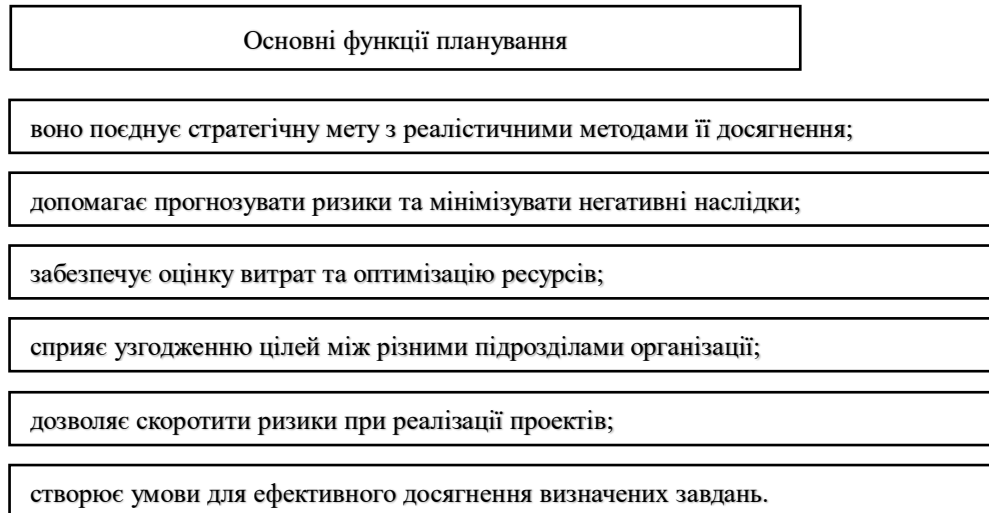 Основні функції планування
воно поєднує стратегічну мету з реалістичними методами її досягнення;
допомагає прогнозувати ризики та мінімізувати негативні наслідки;
забезпечує оцінку витрат та оптимізацію ресурсів;
сприяє узгодженню цілей між різними підрозділами організації;
дозволяє скоротити ризики при реалізації проектів;
створює умови для ефективного досягнення визначених завдань.